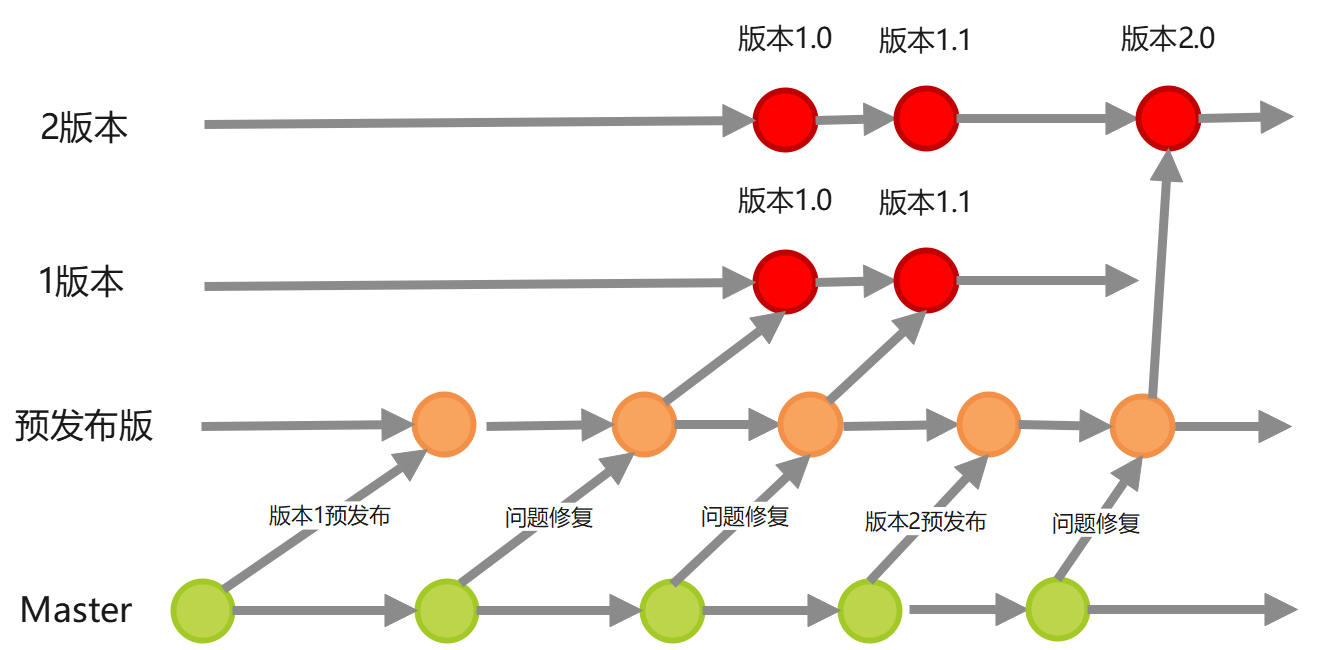 版本1.0
版本1.1
版本2.0
2版本
版本1.0
版本1.1
1版本
预发布版
版本1预发布
问题修复
问题修复
版本2预发布
问题修复
Master